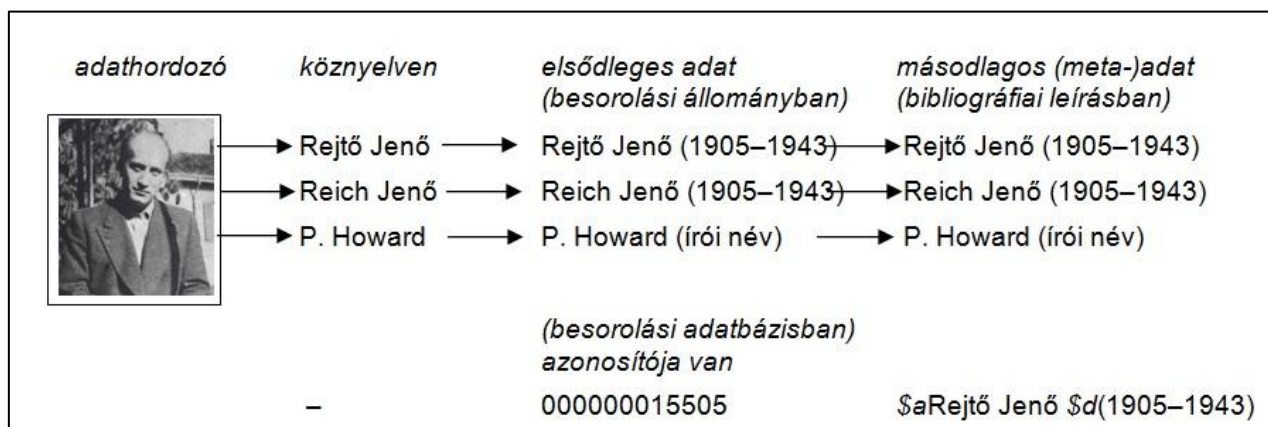 adathordozó köznyelven elsődleges adat másodlagos (meta-)adat
(besorolási állományban) (bibliográfiai leírásban)
Rejtő Jenő Rejtő Jenő (1905–1943) Rejtő Jenő (1905–1943)
Reich Jenő Reich Jenő (1905–1943) Reich Jenő (1905–1943)
P. Howard P. Howard (írói név) P. Howard (írói név)
(besorolási adatbázisban)
azonosítója van
– 000000015505 $aRejtő Jenő $d(1905–1943)